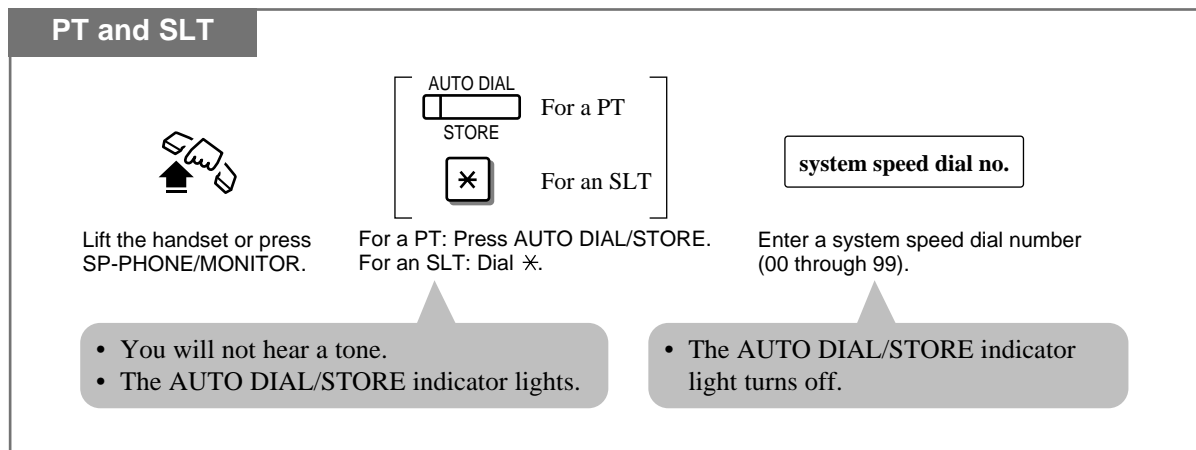 PT and SLT
AUTO DIAL
For a PT
STORE
* For an SLT
system speed dial no.
Lift the handset or press
SP-PHONE/MONITOR.
For a PT: Press AUTO DIAL/STORE.
For an SLT: Dial *.
Enter a system speed dial number
(00 through 99).
• You will not hear a tone.
• The AUTO DIAL/STORE indicator lights.
• The AUTO DIAL/STORE indicator
light turns off.